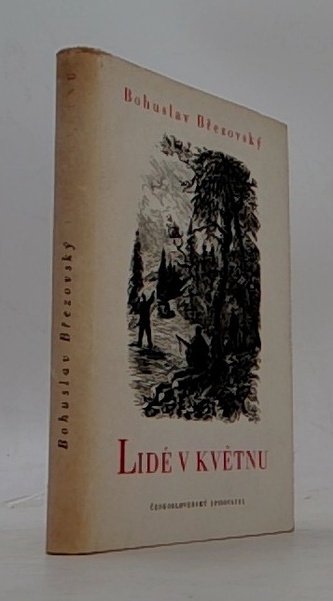 Bohuslav Březovský
LIDÉ V KVĚTNU
ČESKOSLOVENSKÝ SPISOVATEL
Bohuslav Březovský